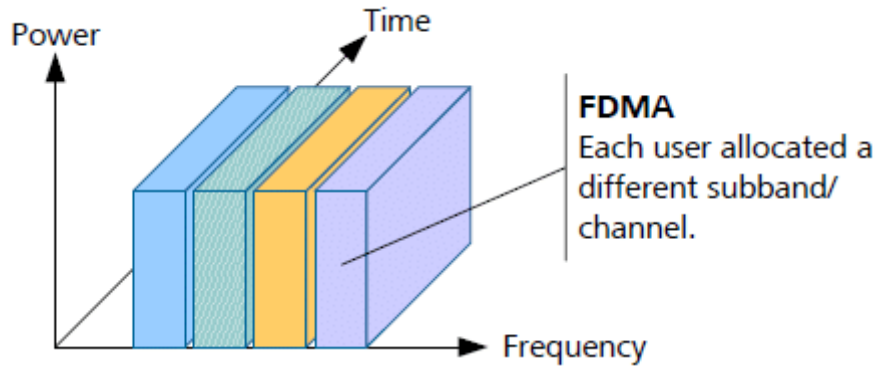 Power
Time
FDMA
Each user allocated a
different subband/
channel.
Frequency